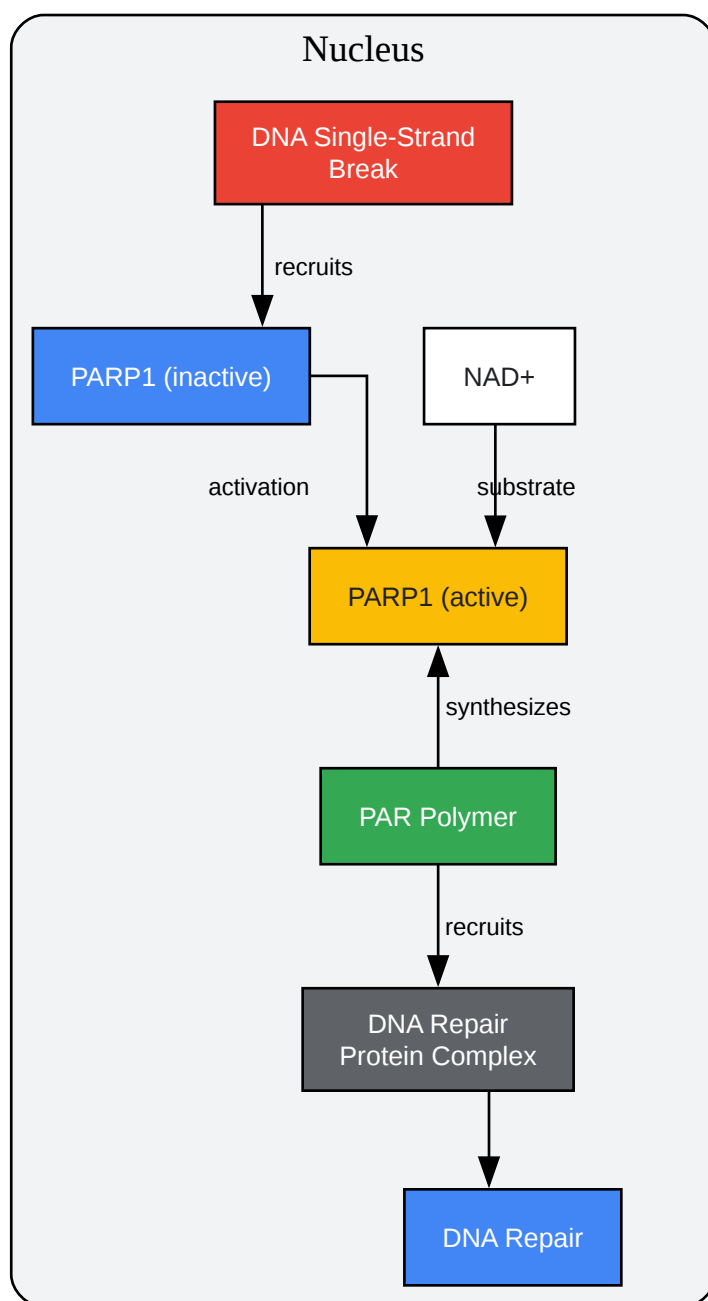 Nucleus
DNA Single-Strand
Break
recruits
PARP1 (inactive)
NAD+
activation
substrate
PARP1 (active)
synthesizes
PAR Polymer
recruits
DNA Repair
Protein Complex
DNA Repair